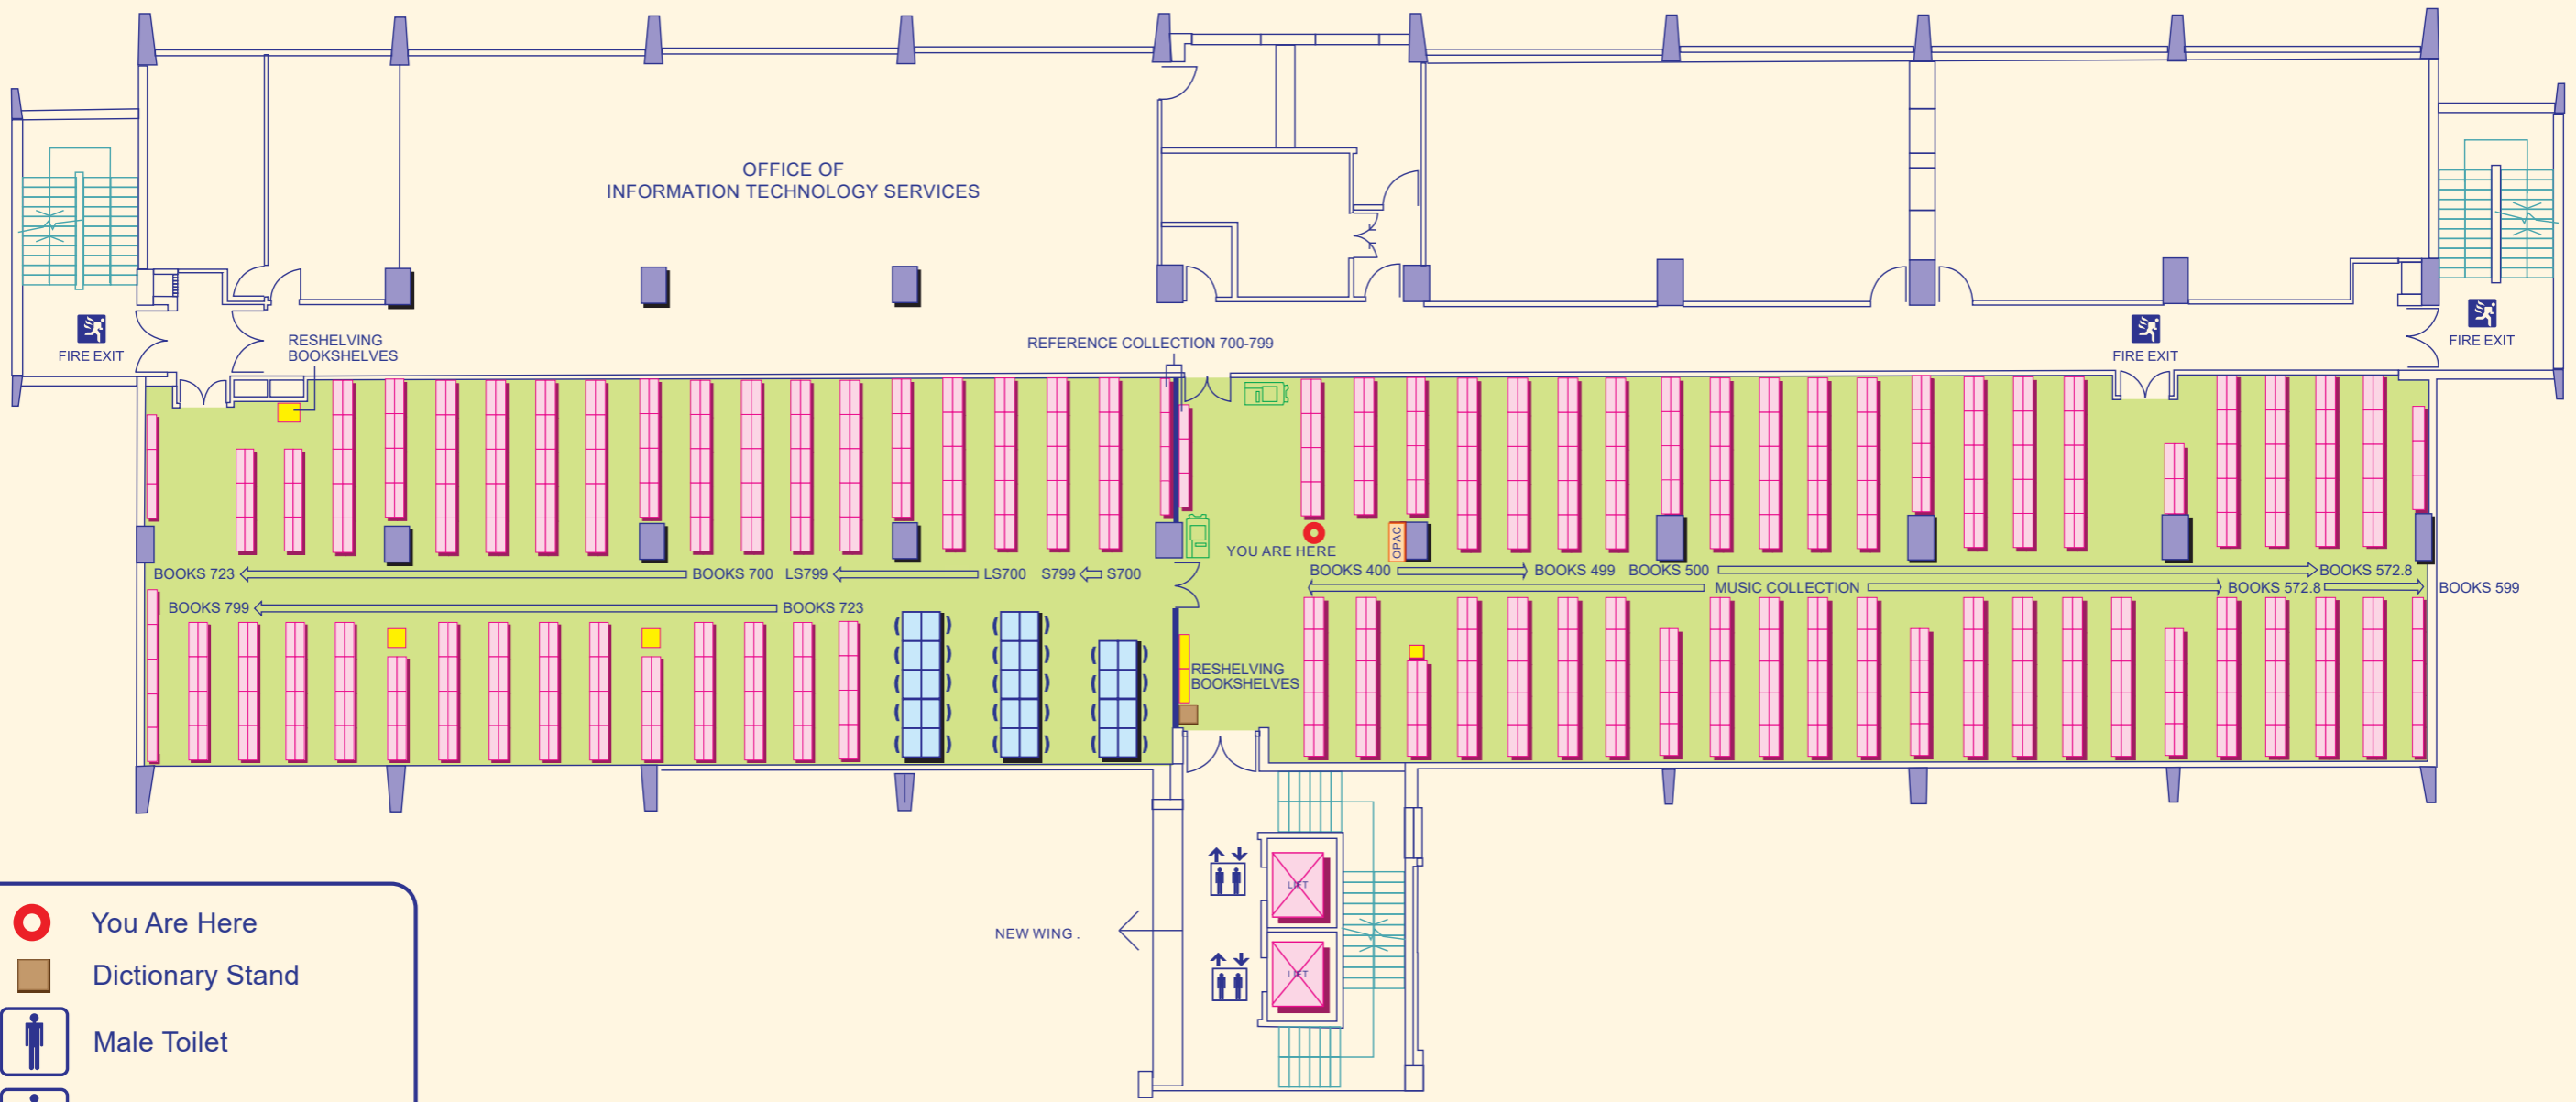 OFFICE OF
INFORMATION TECHNOLOGY SERVICES
FIRE EXIT
RESHELVING
BOOKSHELVES
REFERENCE COLLECTION 700-799
FIRE EXIT
FIRE EXIT
OPAC
YOU ARE HERE
BOOKS 723
BOOKS 700
LS799
LS700
S799
S700
BOOKS 400
BOOKS 499
BOOKS 500
BOOKS 572.8
MUSIC COLLECTION
BOOKS 572.8
BOOKS 599
BOOKS 799
BOOKS 723
RESHELVING
BOOKSHELVES
LIFT
NEW WING .
LIFT
You Are Here
Dictionary Stand
Male Toilet